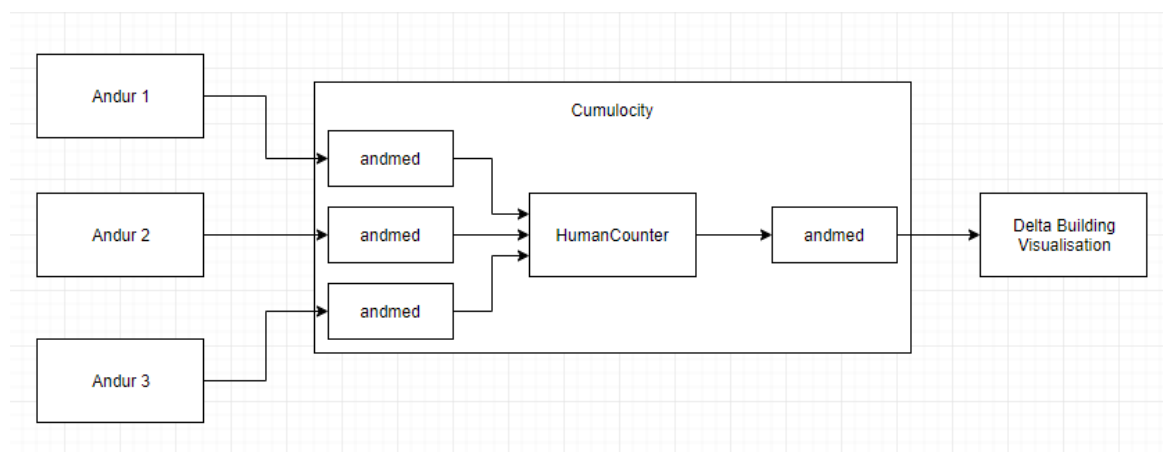 Andur 1
Cumulocity
andmed
Andur 2
andmed
HumanCounter
andmed
Delta Building
Visualisation
andmed
Andur 3